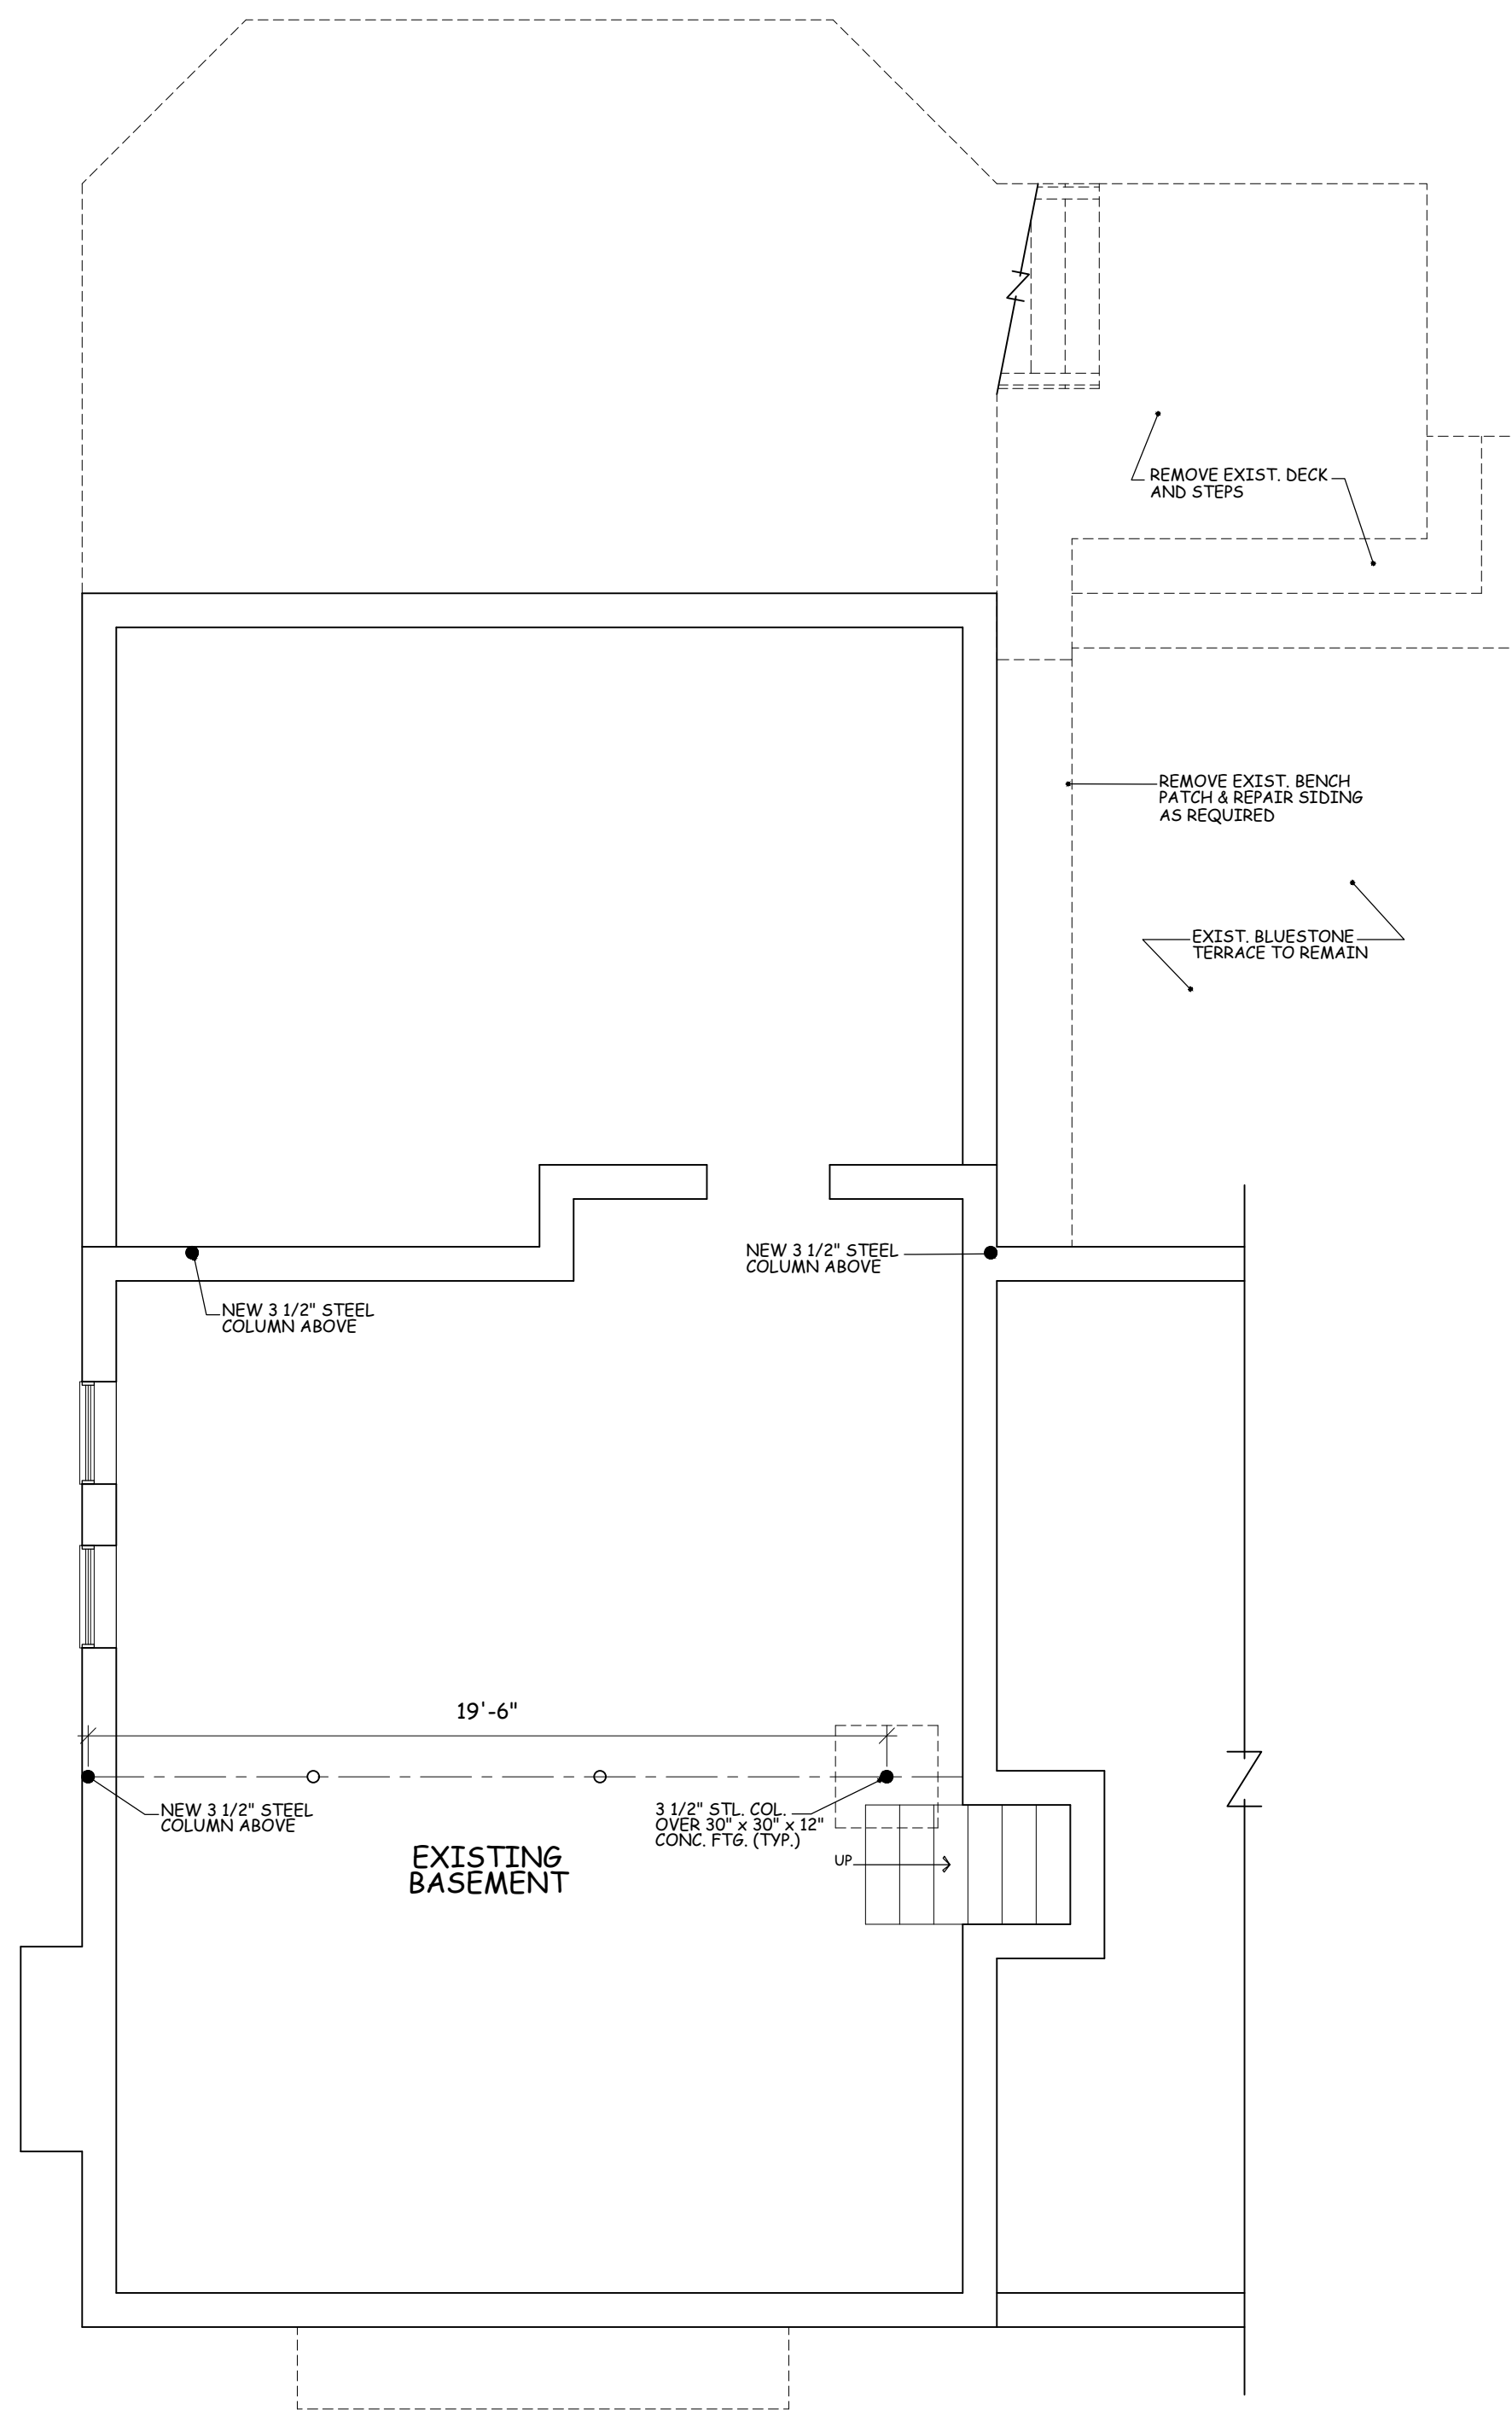 REMOVE EXIST. DECK
AND STEPS
REMOVE EXIST. BENCH
PATCH & REPAIR SIDING
AS REQUIRED
EXIST. BLUESTONE
TERRACE TO REMAIN
NEW 3 1/2" STEEL
COLUMN ABOVE
NEW 3 1/2" STEEL
COLUMN ABOVE
19'-6"
NEW 3 1/2" STEEL
COLUMN ABOVE
3 1/2" STL. COL.
OVER 30" x 30" x 12"
CONC. FTG. (TYP.)
UP
EXISTING
BASEMENT